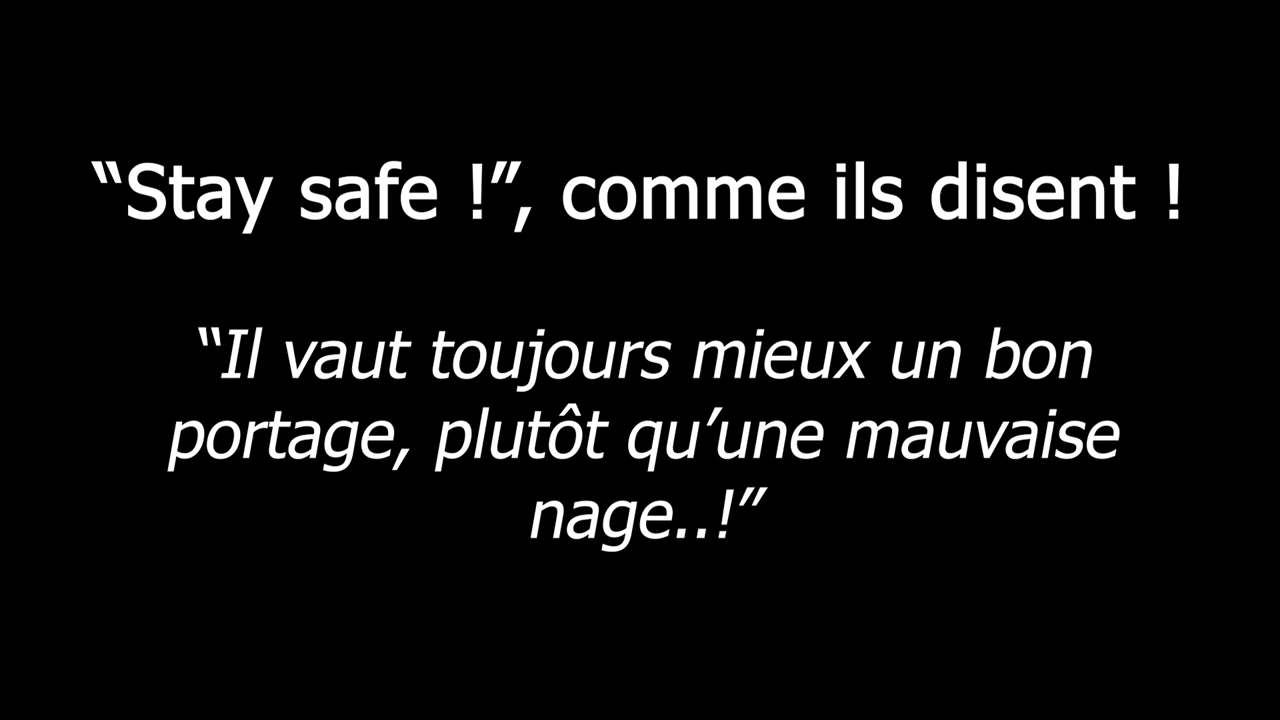 “Stay safe !”, comme ils disent !
“Il vaut toujours mieux un bon
portage, plutôt qu’une mauvaise
nage..!”